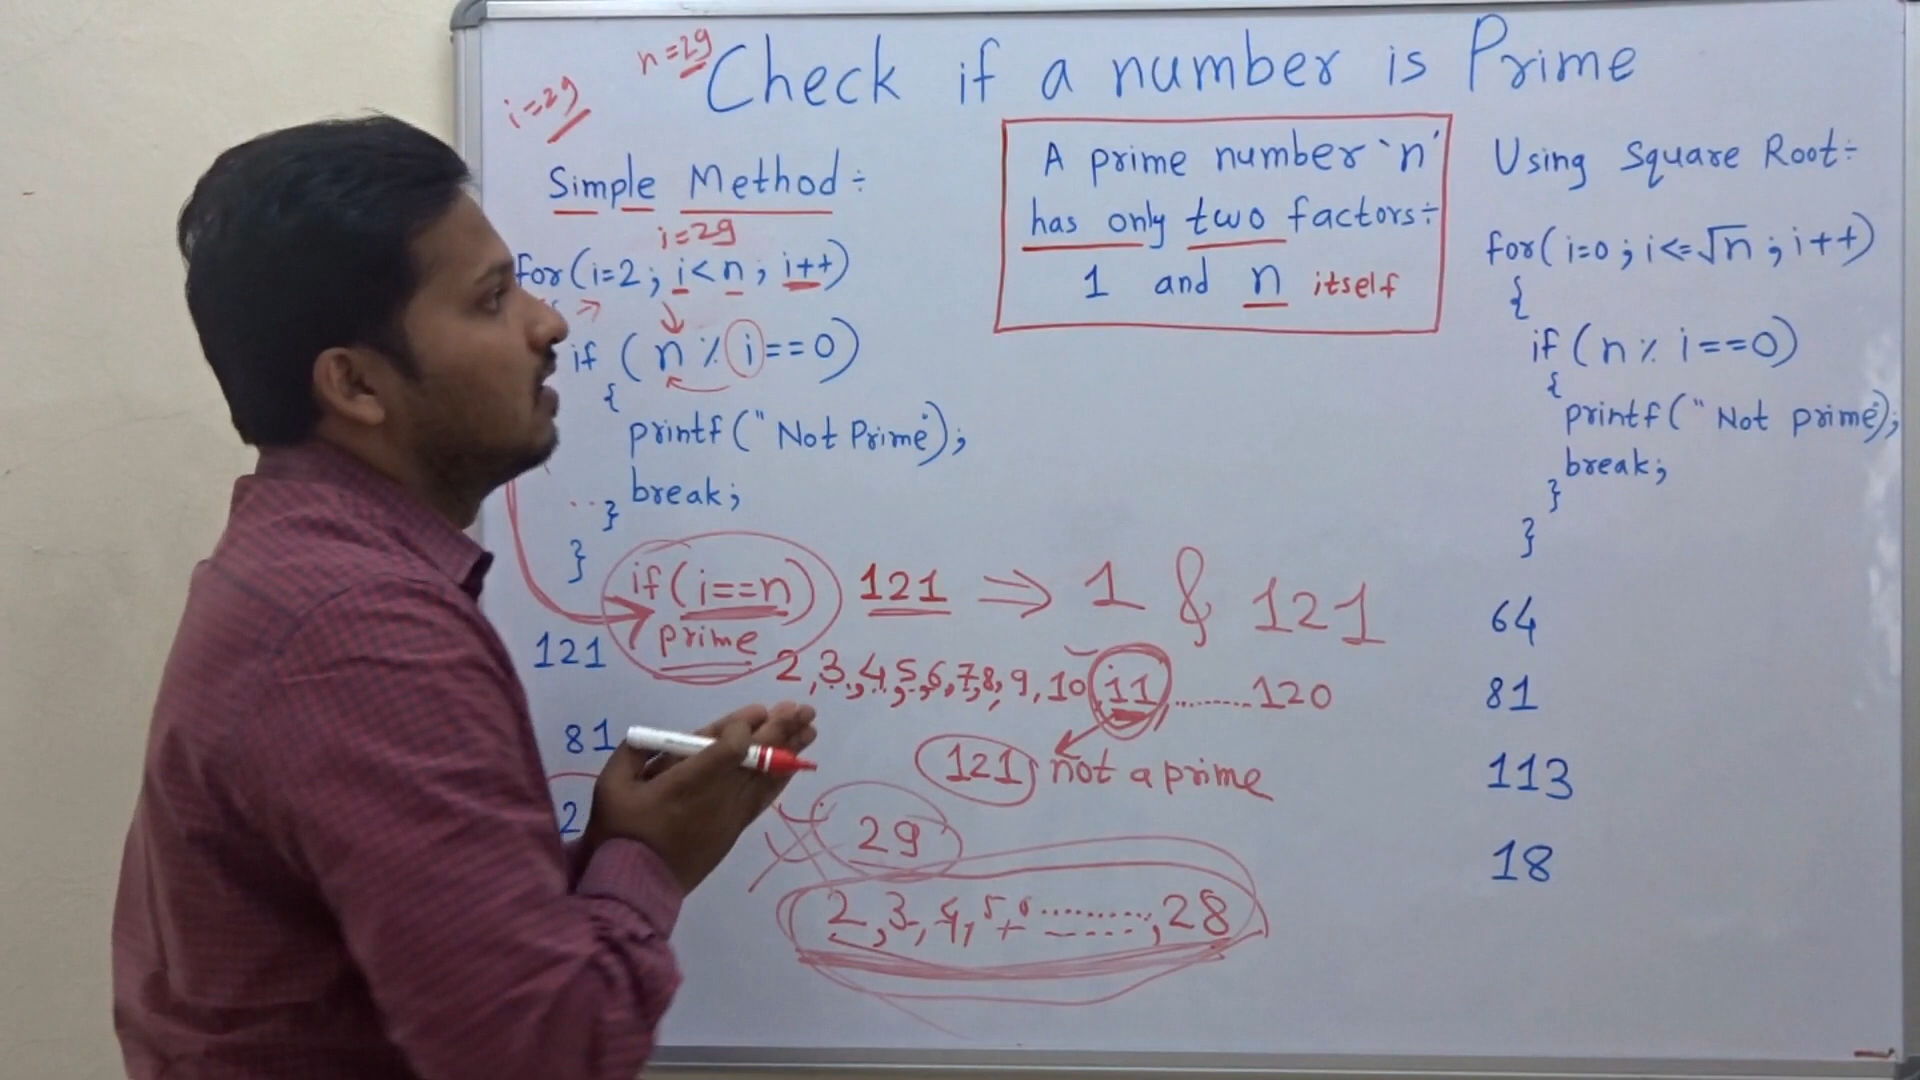 n=29
Check if a number is Prime
i=29
Simple Method:
i=29
for(i=2; i<n; i++)
if (n % i==0)
{
printf("Not Prime");
break;
}
}
if(i==n)
prime
121
81
2
A prime number 'n'
has only two factors:
1 and n itself
121 ⇒ 1 & 121
2,3,4,5,6,7,8,9,10,11,........120
121 not a prime
29
2,3,4,5,6..........,28
Using Square Root:
for(i=0; i<=√n; i++)
{
if(n % i==0)
{
printf("Not prime");
break;
}
}
64
81
113
18